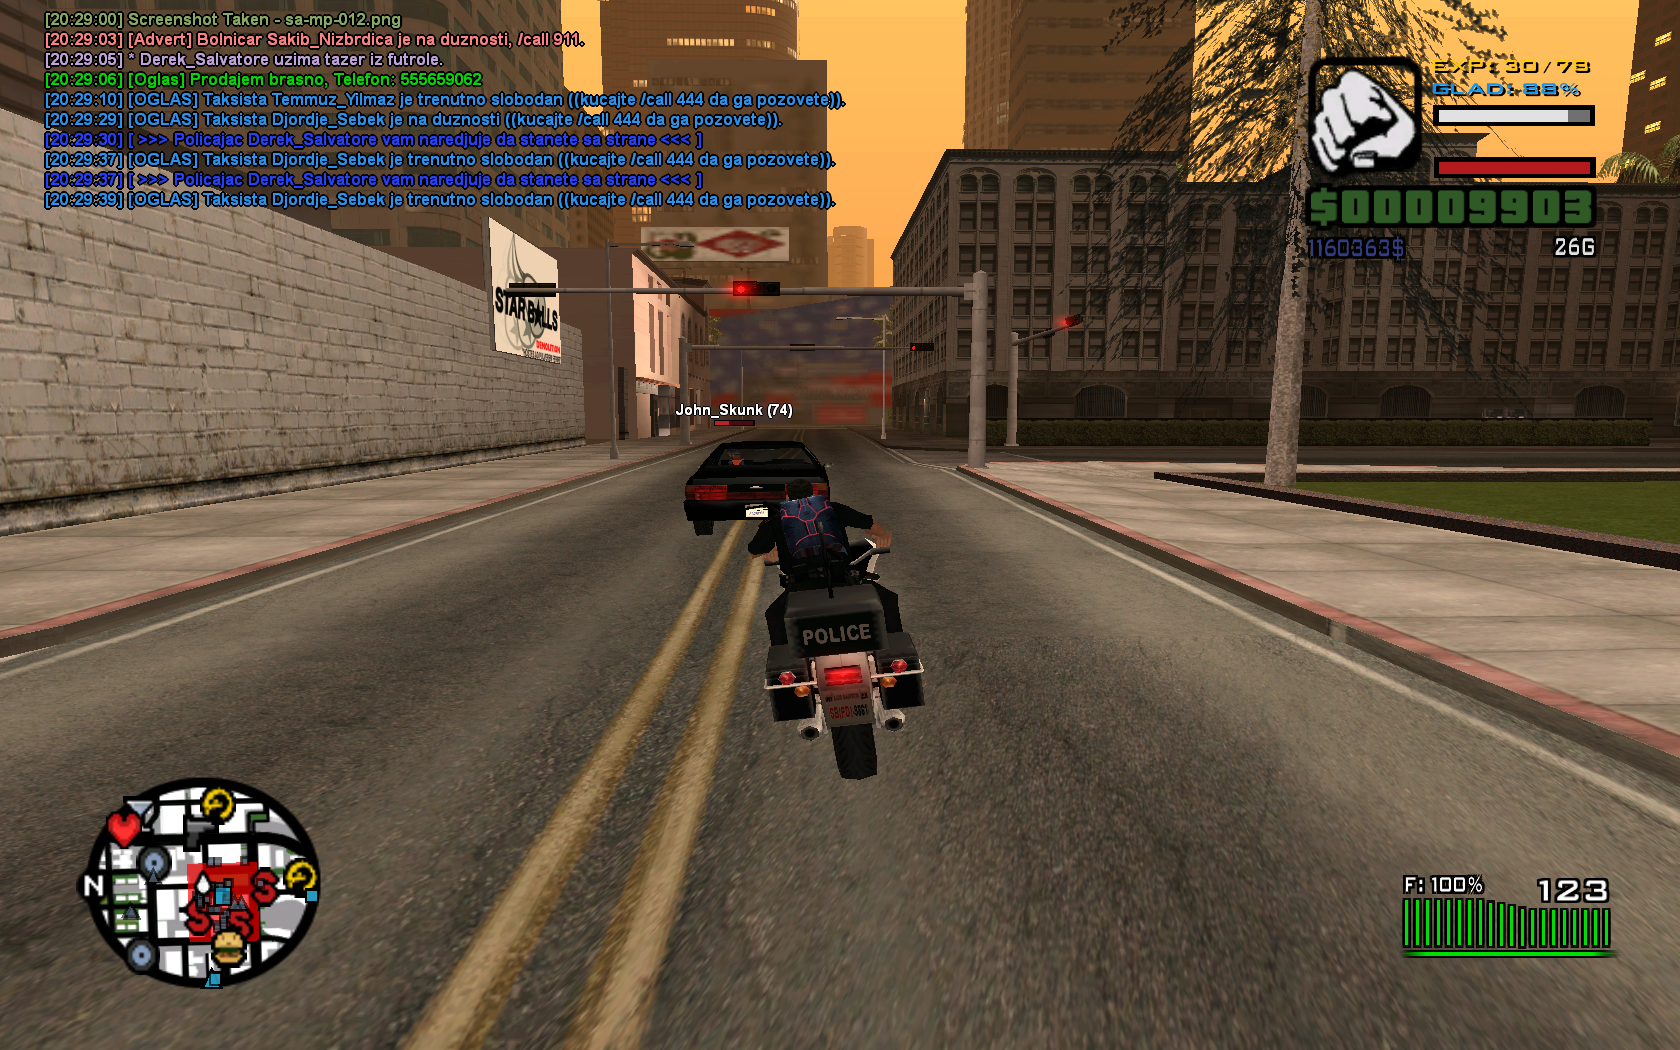 [20:29:00] Screenshot Taken - sa-mp-012.png
[20:29:03] [Advert] Bolnicar Sakib_Nizbrdica je na duznosti, /call 911.
[20:29:05] * Derek_Salvatore uzima tazer iz futrole.
[20:29:06] [Oglas] Prodajem brasno, Telefon: 555659062
[20:29:10] [OGLAS] Taksista Temmuz_Yilmaz je trenutno slobodan ((kucajte /call 444 da ga pozovete)).
[20:29:29] [OGLAS] Taksista Djordje_Sebek je na duznosti ((kucajte /call 444 da ga pozovete)).
[20:29:30] [ >>> Policajac Derek_Salvatore vam naredjuje da stanete sa strane <<< ]
[20:29:37] [OGLAS] Taksista Djordje_Sebek je trenutno slobodan ((kucajte /call 444 da ga pozovete)).
[20:29:37] [ >>> Policajac Derek_Salvatore vam naredjuje da stanete sa strane <<< ]
[20:29:39] [OGLAS] Taksista Djordje_Sebek je trenutno slobodan ((kucajte /call 444 da ga pozovete)).
EXP: 30/78
GLAD: 88%
$00009903
1160363$
26G
STAR BALLS
DEMOLITION
John_Skunk (74)
POLICE
N
S S S
F: 100%
123